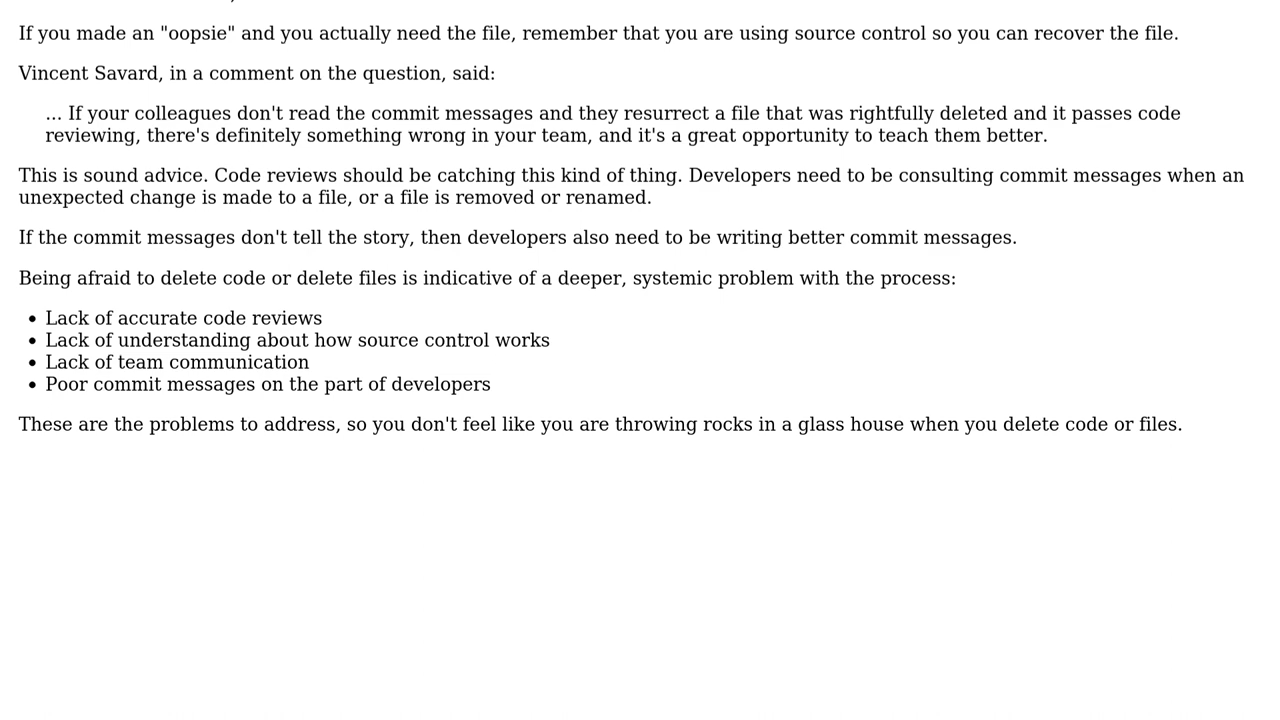 If you made an "oopsie" and you actually need the file, remember that you are using source control so you can recover the file.
Vincent Savard, in a comment on the question, said:
... If your colleagues don't read the commit messages and they resurrect a file that was rightfully deleted and it passes code
reviewing, there's definitely something wrong in your team, and it's a great opportunity to teach them better.
This is sound advice. Code reviews should be catching this kind of thing. Developers need to be consulting commit messages when an
unexpected change is made to a file, or a file is removed or renamed.
If the commit messages don't tell the story, then developers also need to be writing better commit messages.
Being afraid to delete code or delete files is indicative of a deeper, systemic problem with the process:
• Lack of accurate code reviews
• Lack of understanding about how source control works
• Lack of team communication
• Poor commit messages on the part of developers
These are the problems to address, so you don't feel like you are throwing rocks in a glass house when you delete code or files.